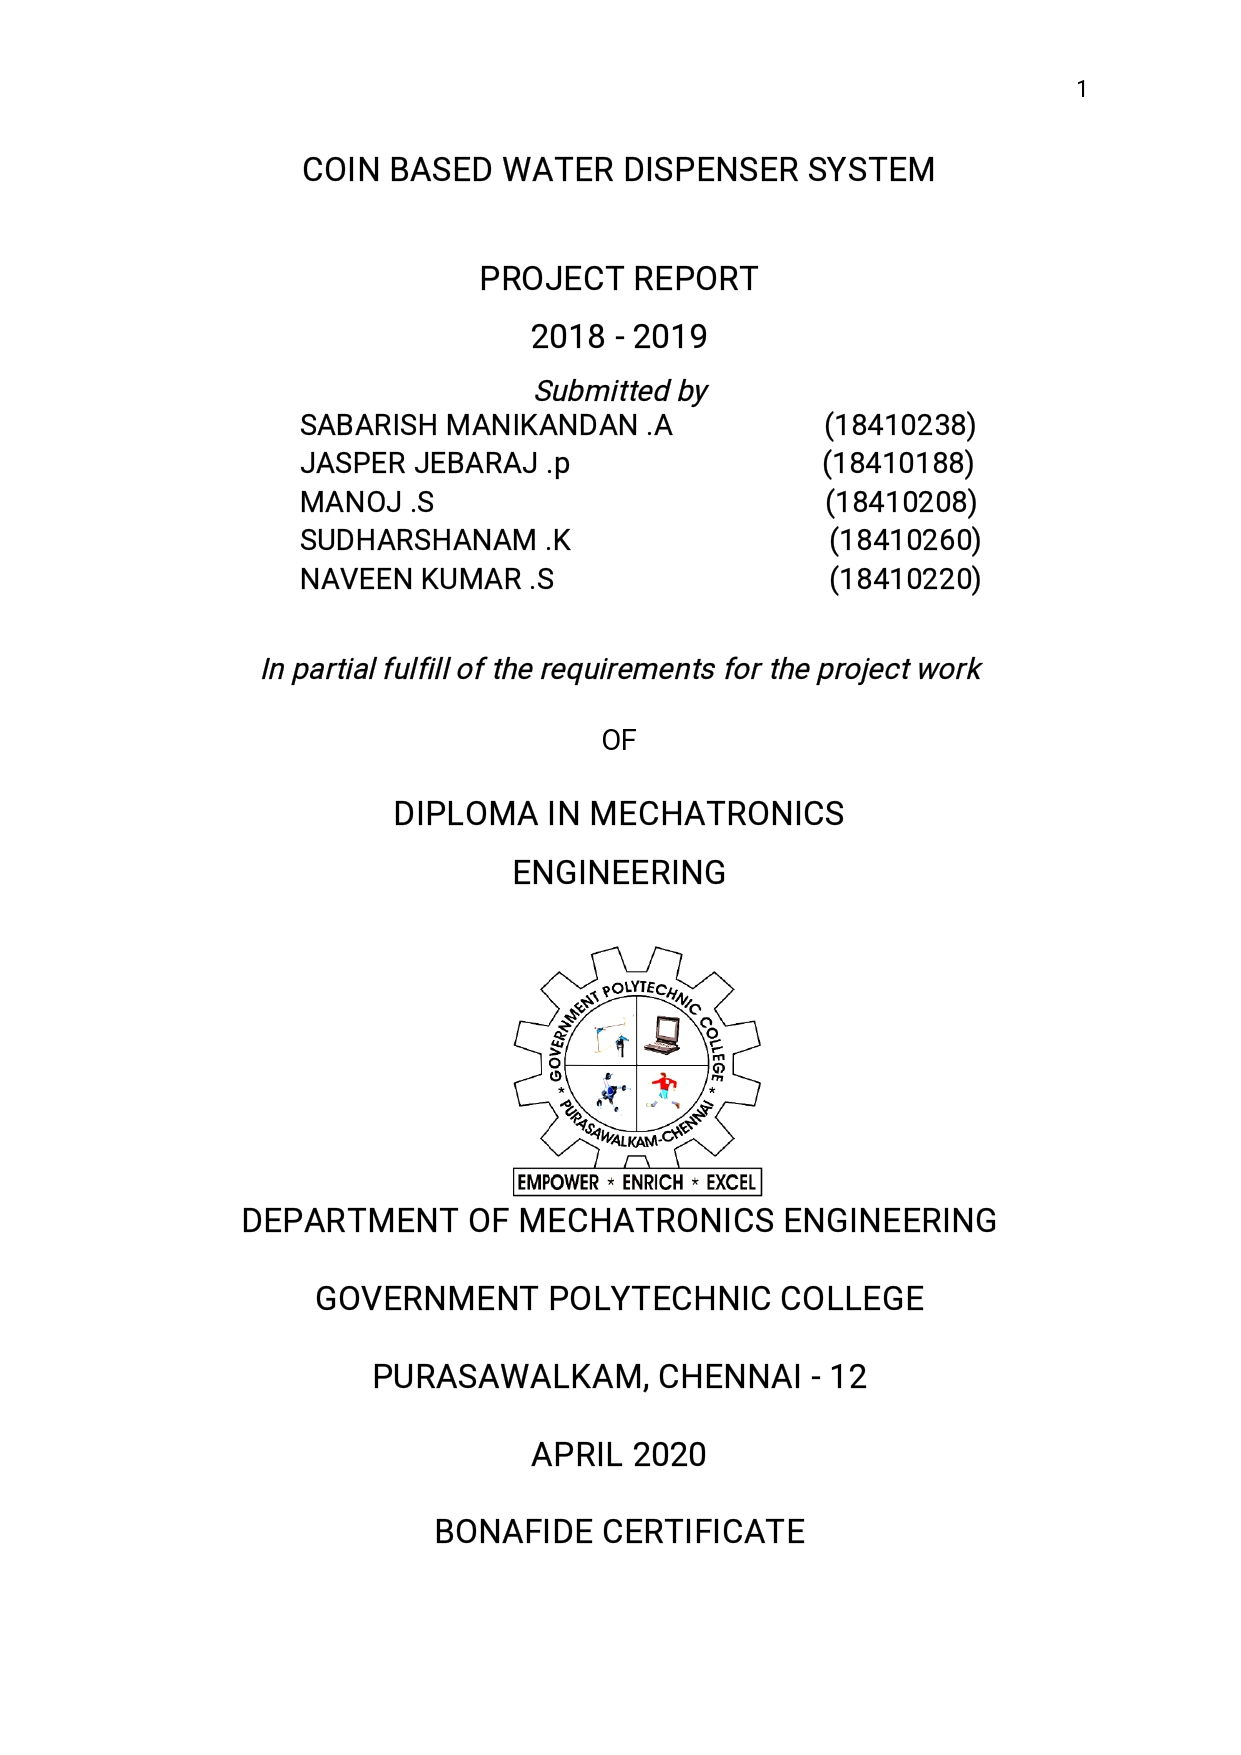 1
COIN BASED WATER DISPENSER SYSTEM
PROJECT REPORT
2018 - 2019
Submitted by
SABARISH MANIKANDAN .A (18410238)
JASPER JEBARAJ .p (18410188)
MANOJ .S (18410208)
SUDHARSHANAM .K (18410260)
NAVEEN KUMAR .S (18410220)
In partial fulfill of the requirements for the project work
OF
DIPLOMA IN MECHATRONICS
ENGINEERING
* GOVERNMENT POLYTECHNIC COLLEGE *
PURASAWALKAM-CHENNAI
EMPOWER * ENRICH * EXCEL
DEPARTMENT OF MECHATRONICS ENGINEERING
GOVERNMENT POLYTECHNIC COLLEGE
PURASAWALKAM, CHENNAI - 12
APRIL 2020
BONAFIDE CERTIFICATE